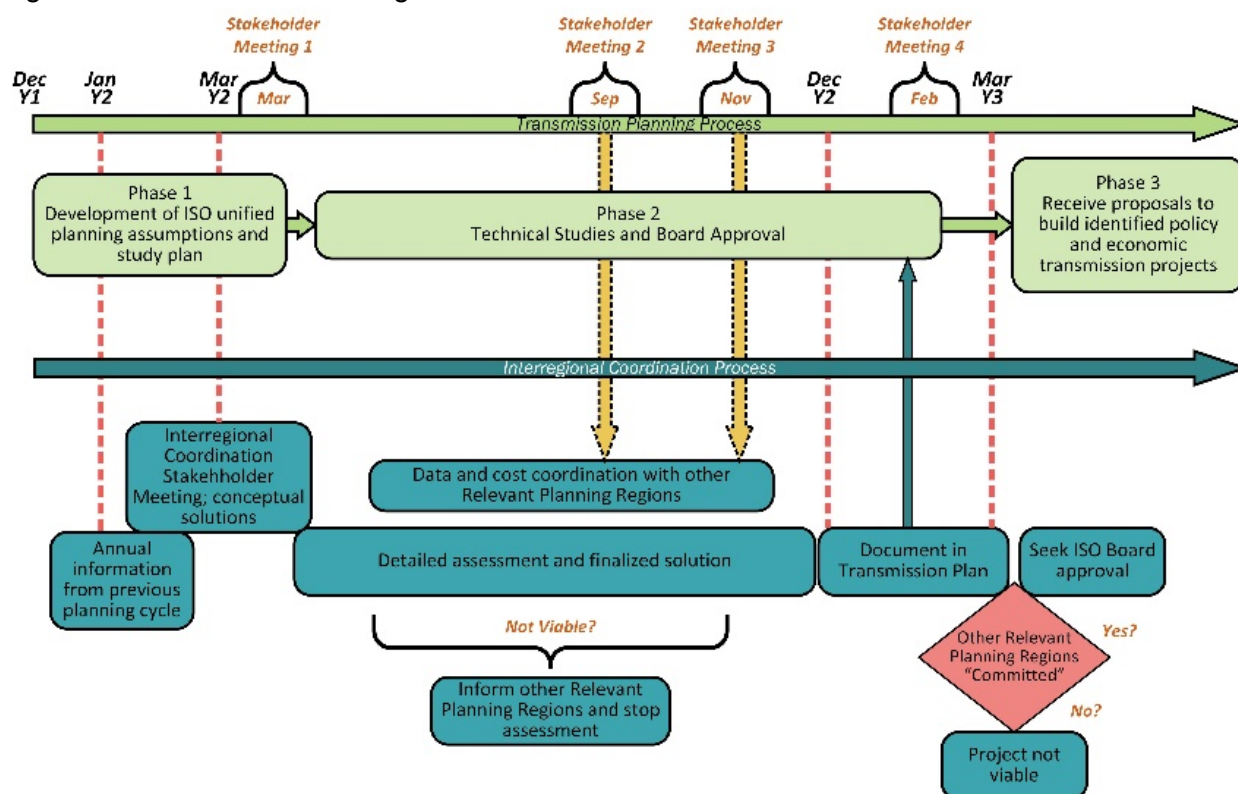 Stakeholder
Meeting 1
Stakeholder
Meeting 2
Stakeholder
Meeting 3
Stakeholder
Meeting 4
Dec
Y1
Jan
Y2
Mar
Y2
Mar
Sep
Nov
Dec
Y2
Feb
Mar
Y3
Transmission Planning Process
Phase 1
Development of ISO unified
planning assumptions and
study plan
Phase 2
Technical Studies and Board Approval
Phase 3
Receive proposals to
build identified policy
and economic
transmission projects
Interregional Coordination Process
Interregional
Coordination
Stakehholder
Meeting; conceptual
solutions
Data and cost coordination with other
Relevant Planning Regions
Annual
information
from previous
planning cycle
Detailed assessment and finalized solution
Document in
Transmission Plan
Seek ISO Board
approval
Not Viable?
Inform other Relevant
Planning Regions and stop
assessment
Other Relevant
Planning Regions
"Committed"
Yes?
No?
Project not
viable